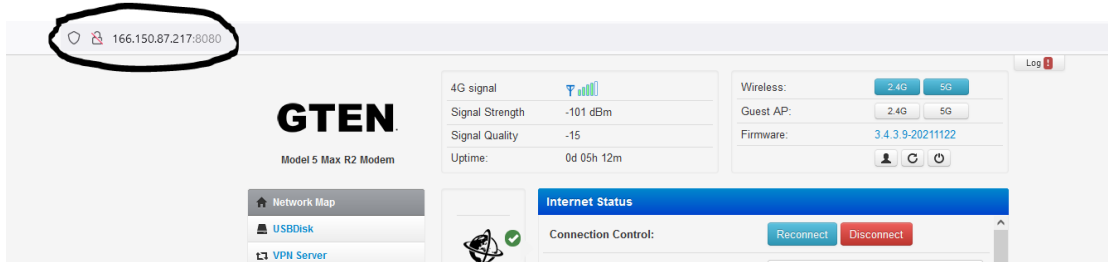 166.150.87.217:8080
Log !
GTEN
Model 5 Max R2 Modem
4G signal
Signal Strength -101 dBm
Signal Quality -15
Uptime: 0d 05h 12m
Wireless: 2.4G 5G
Guest AP: 2.4G 5G
Firmware: 3.4.3.9-20211122
Network Map
USBDisk
VPN Server
Internet Status
Connection Control: Reconnect Disconnect